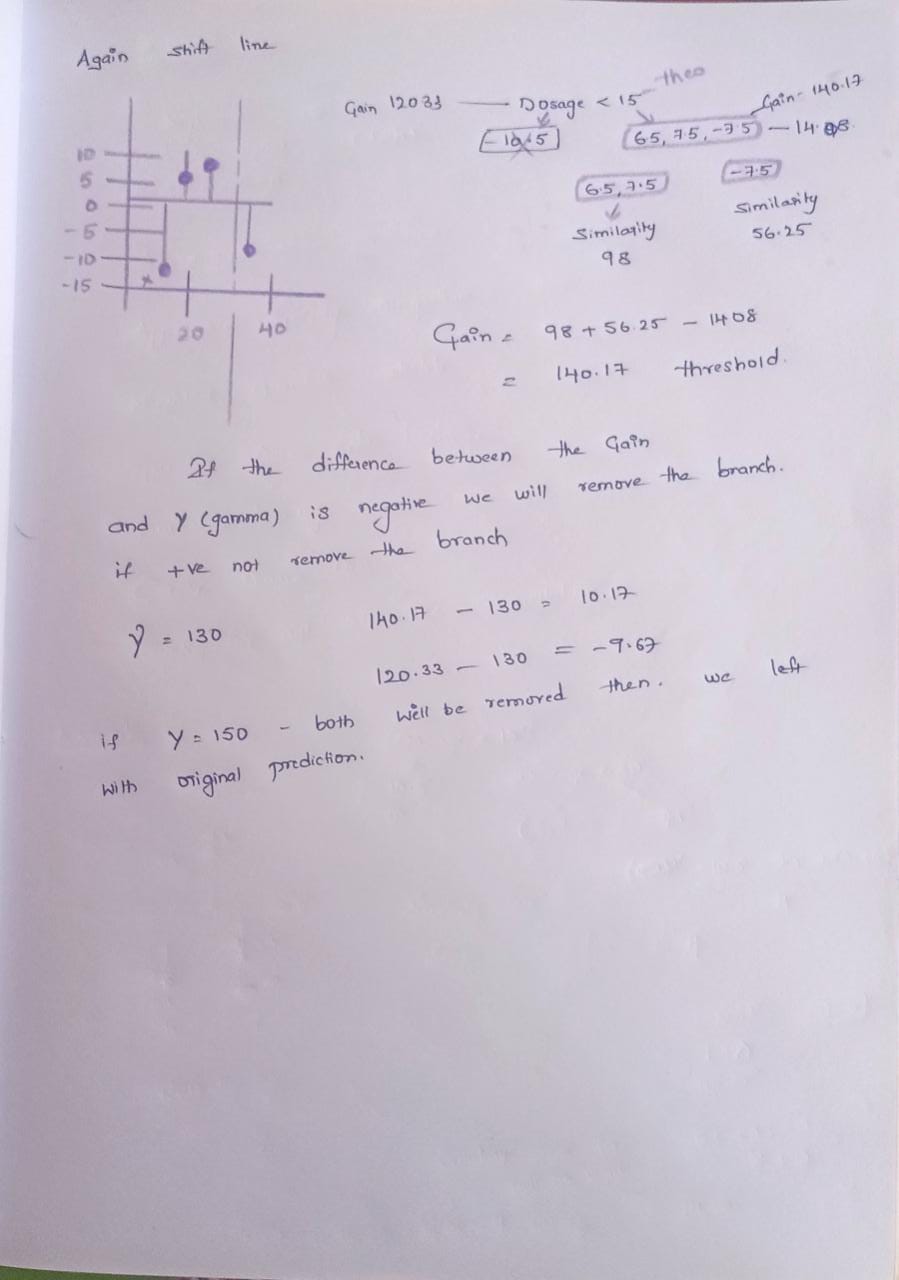 Again shift line
Gain 12033 — Dosage < 15 theo
Gain - 140.17
-10.5
6.5, 7.5, -7.5 — 14.08
6.5, 7.5
-7.5
Similarity
98
Similarity
56.25
10
5
0
-5
-10
-15
20 40
Gain = 98 + 56.25 - 1408
= 140.17 threshold.
If the difference between the Gain
and γ (gamma) is negative we will remove the branch.
if +ve not remove the branch
γ = 130 140.17 - 130 = 10.17
120.33 - 130 = -9.67
if γ = 150 - both will be removed then. we left
with original prediction.